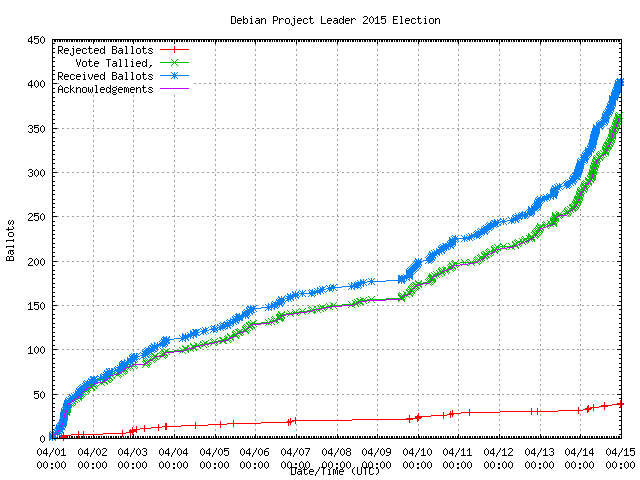 Debian Project Leader 2015 Election
450
400
350
300
250
200
150
100
50
0
Ballots
Rejected Ballots
Vote Tallied,
Received Ballots
Acknowledgements
04/01 04/02 04/03 04/04 04/05 04/06 04/07 04/08 04/09 04/10 04/11 04/12 04/13 04/14 04/15
00:00 00:00 00:00 00:00 00:00 00:00 00:00 00:00 00:00 00:00 00:00 00:00 00:00 00:00 00:00
Date/Time (UTC)